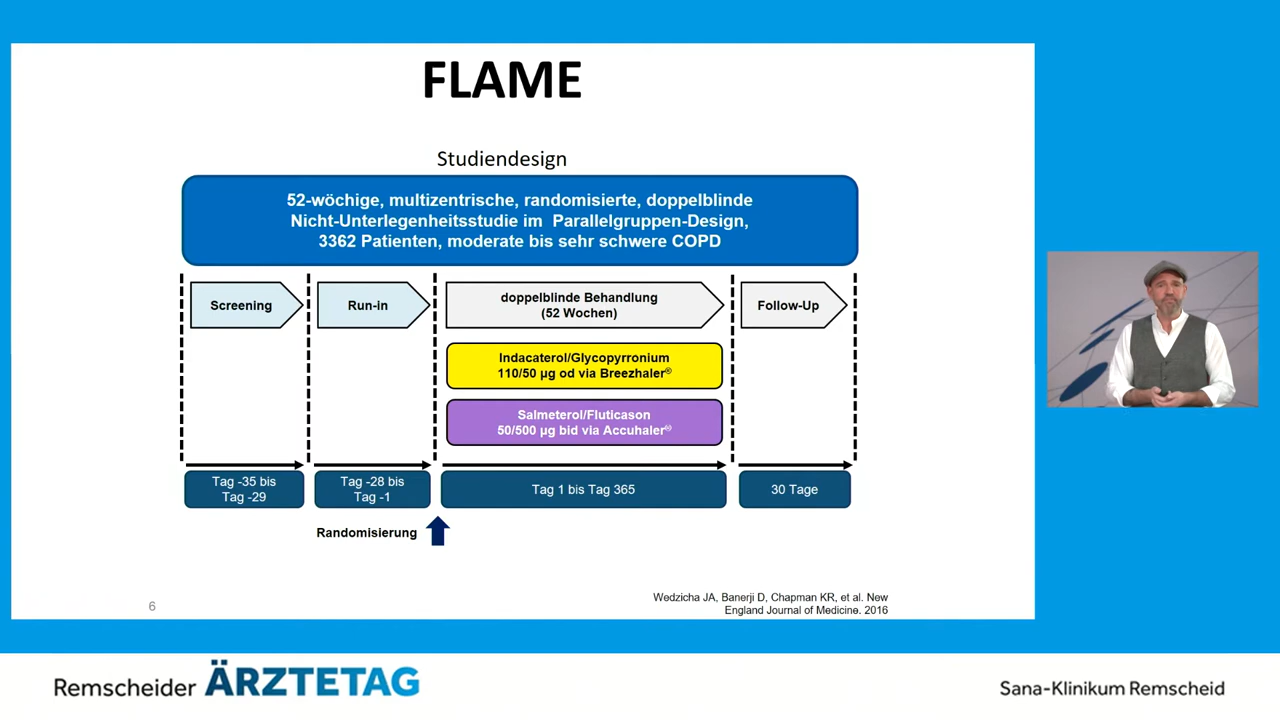 FLAME
Studiendesign
52-wöchige, multizentrische, randomisierte, doppelblinde
Nicht-Unterlegenheitsstudie im Parallelgruppen-Design,
3362 Patienten, moderate bis sehr schwere COPD
Screening
Run-in
doppelblinde Behandlung
(52 Wochen)
Follow-Up
Indacaterol/Glycopyrronium
110/50 µg od via Breezhaler®
Salmeterol/Fluticason
50/500 µg bid via Accuhaler®
Tag -35 bis
Tag -29
Tag -28 bis
Tag -1
Tag 1 bis Tag 365
30 Tage
Randomisierung
6
Wedzicha JA, Banerji D, Chapman KR, et al. New
England Journal of Medicine. 2016
Remscheider ÄRZTETAG
Sana-Klinikum Remscheid